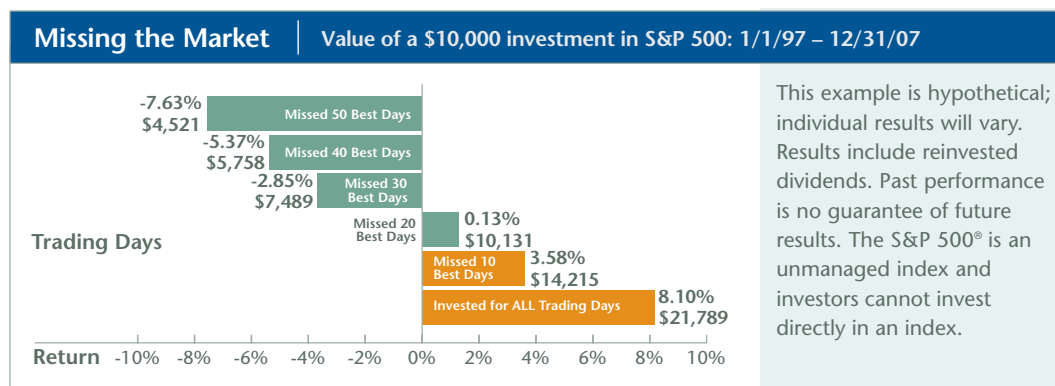 Missing the Market | Value of a $10,000 investment in S&P 500: 1/1/97 – 12/31/07
-7.63%
$4,521
Missed 50 Best Days
-5.37%
$5,758
Missed 40 Best Days
-2.85%
$7,489
Missed 30
Best Days
Missed 20
Best Days
0.13%
$10,131
Trading Days
Missed 10
Best Days
3.58%
$14,215
Invested for ALL Trading Days
8.10%
$21,789
Return -10% -8% -6% -4% -2% 0% 2% 4% 6% 8% 10%
This example is hypothetical;
individual results will vary.
Results include reinvested
dividends. Past performance
is no guarantee of future
results. The S&P 500® is an
unmanaged index and
investors cannot invest
directly in an index.